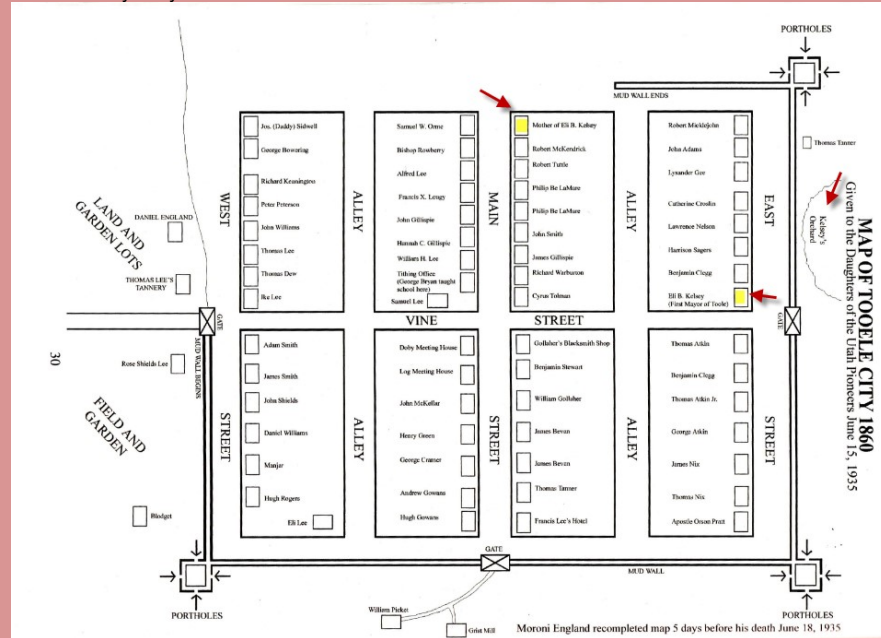 PORTHOLES
MUD WALL ENDS
Jos. (Daddy) Sidwell
George Bowering
Richard Kennington
Peter Peterson
John Williams
Thomas Lee
Thomas Dew
Ike Lee
WEST
ALLEY
Samuel W. Orme
Bishop Rowberry
Alfred Lee
Francis X. Lougy
John Gillispie
Hannah C. Gillispie
William H. Lee
Tithing Office
(George Bryan taught
school here)
Samuel Lee
MAIN
Mother of Eli B. Kelsey
Robert McKendrick
Robert Tuttle
Philip De LaMare
Philip De LaMare
John Smith
James Gillispie
Richard Warburton
Cyrus Tolman
ALLEY
Robert Micklejohn
John Adams
Lysander Gee
Catherine Croslin
Lawrence Nelson
Harrison Sagers
Benjamin Clegg
Eli B. Kelsey
(First Mayor of Toole)
EAST
Thomas Tanner
Kelsey's
Orchard
MAP OF TOOELE CITY 1860
Given to the Daughters of the Utah Pioneers June 15, 1935
LAND AND
GARDEN LOTS
DANIEL ENGLAND
THOMAS LEE'S
TANNERY
GATE
VINE STREET
GATE
30
MUD WALL BEGINS
Rose Shields Lee
FIELD AND
GARDEN
Blodget
STREET
Adam Smith
James Smith
John Shields
Daniel Williams
Manjar
Hugh Rogers
Eli Lee
ALLEY
Doby Meeting House
Log Meeting House
John McKellar
Henry Green
George Cramer
Andrew Gowans
Hugh Gowans
STREET
Gollaher's Blacksmith Shop
Benjamin Stewart
William Gollaher
James Bevan
James Bevan
Thomas Tanner
Francis Lee's Hotel
ALLEY
Thomas Atkin
Benjamin Clegg
Thomas Atkin Jr.
George Atkin
James Nix
Thomas Nix
Apostle Orson Pratt
STREET
GATE
MUD WALL
PORTHOLES
PORTHOLES
William Picket
Grist Mill
Moroni England recompleted map 5 days before his death June 18, 1935